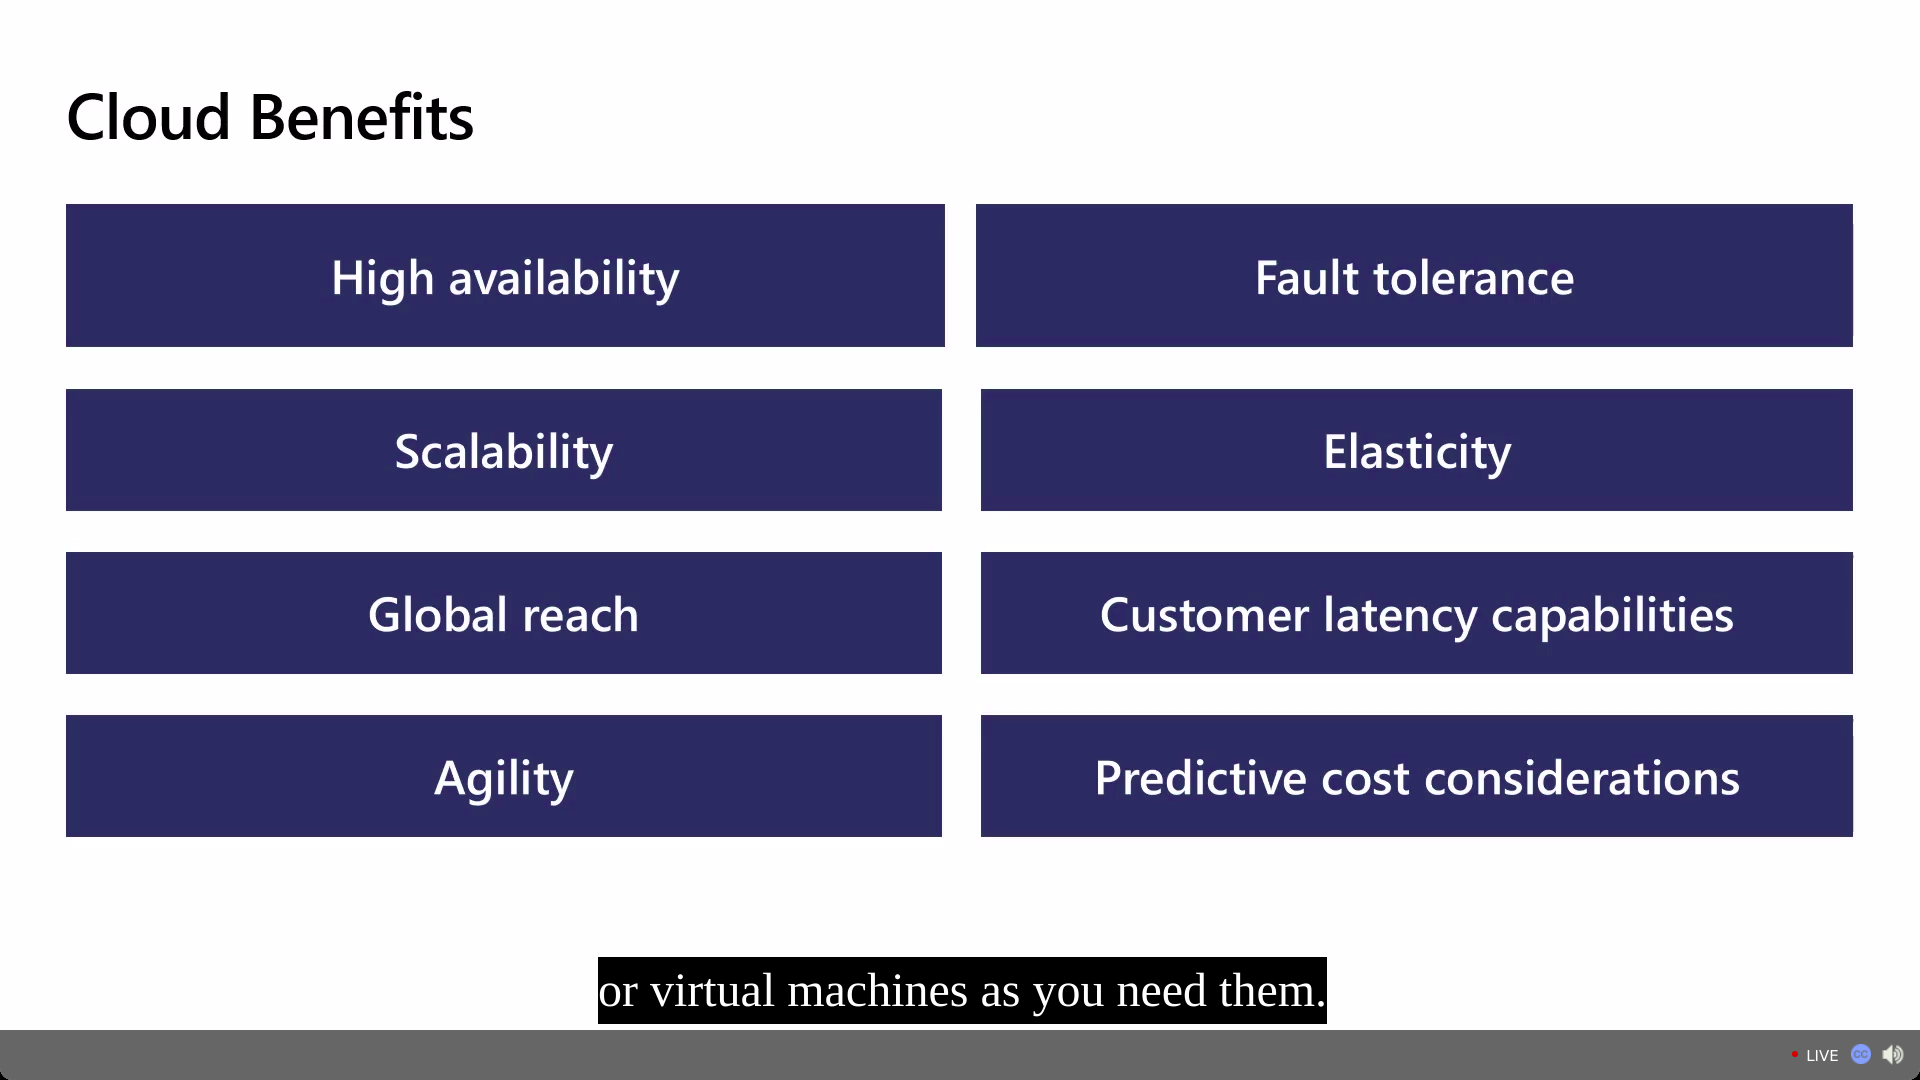 Cloud Benefits
High availability
Fault tolerance
Scalability
Elasticity
Global reach
Customer latency capabilities
Agility
Predictive cost considerations
or virtual machines as you need them.
LIVE
CC